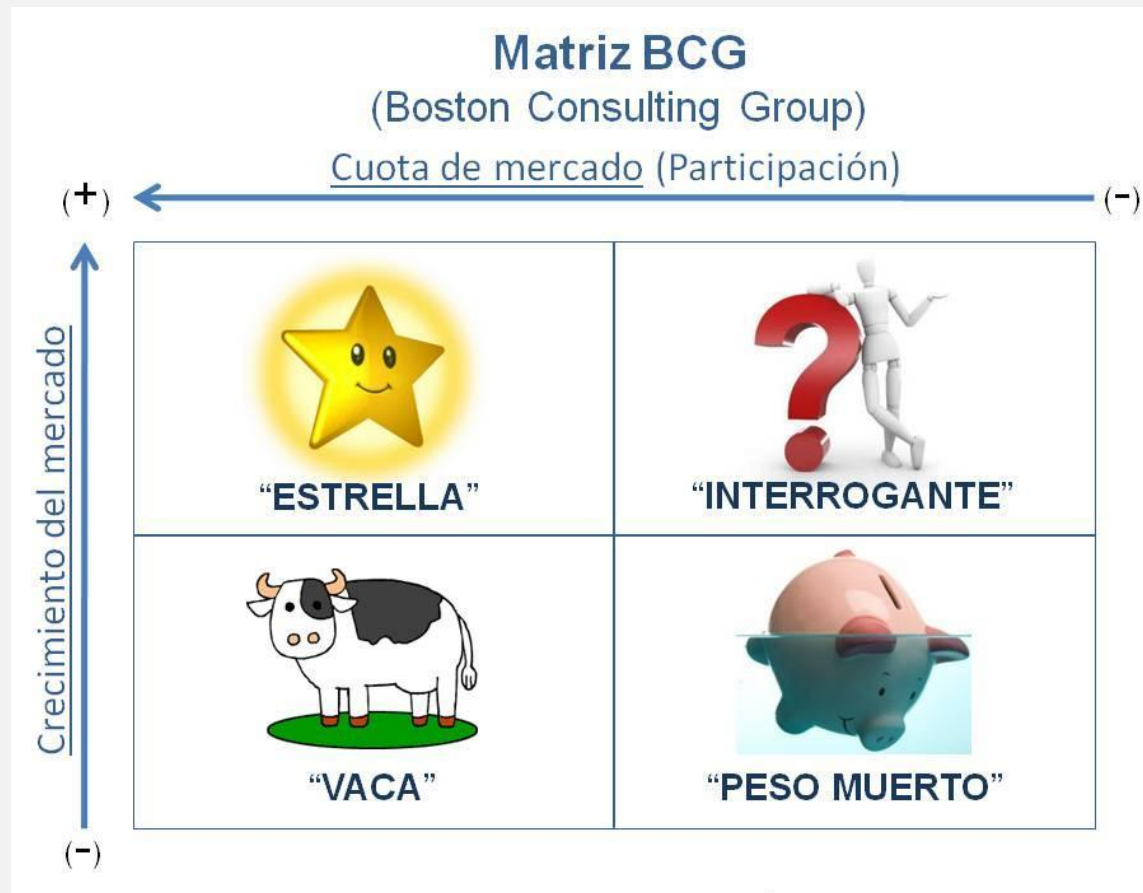 Matriz BCG
(Boston Consulting Group)
Cuota de mercado (Participación)
(+)
(-)
Crecimiento del mercado
“ESTRELLA”
“INTERROGANTE”
“VACA”
“PESO MUERTO”
(-)